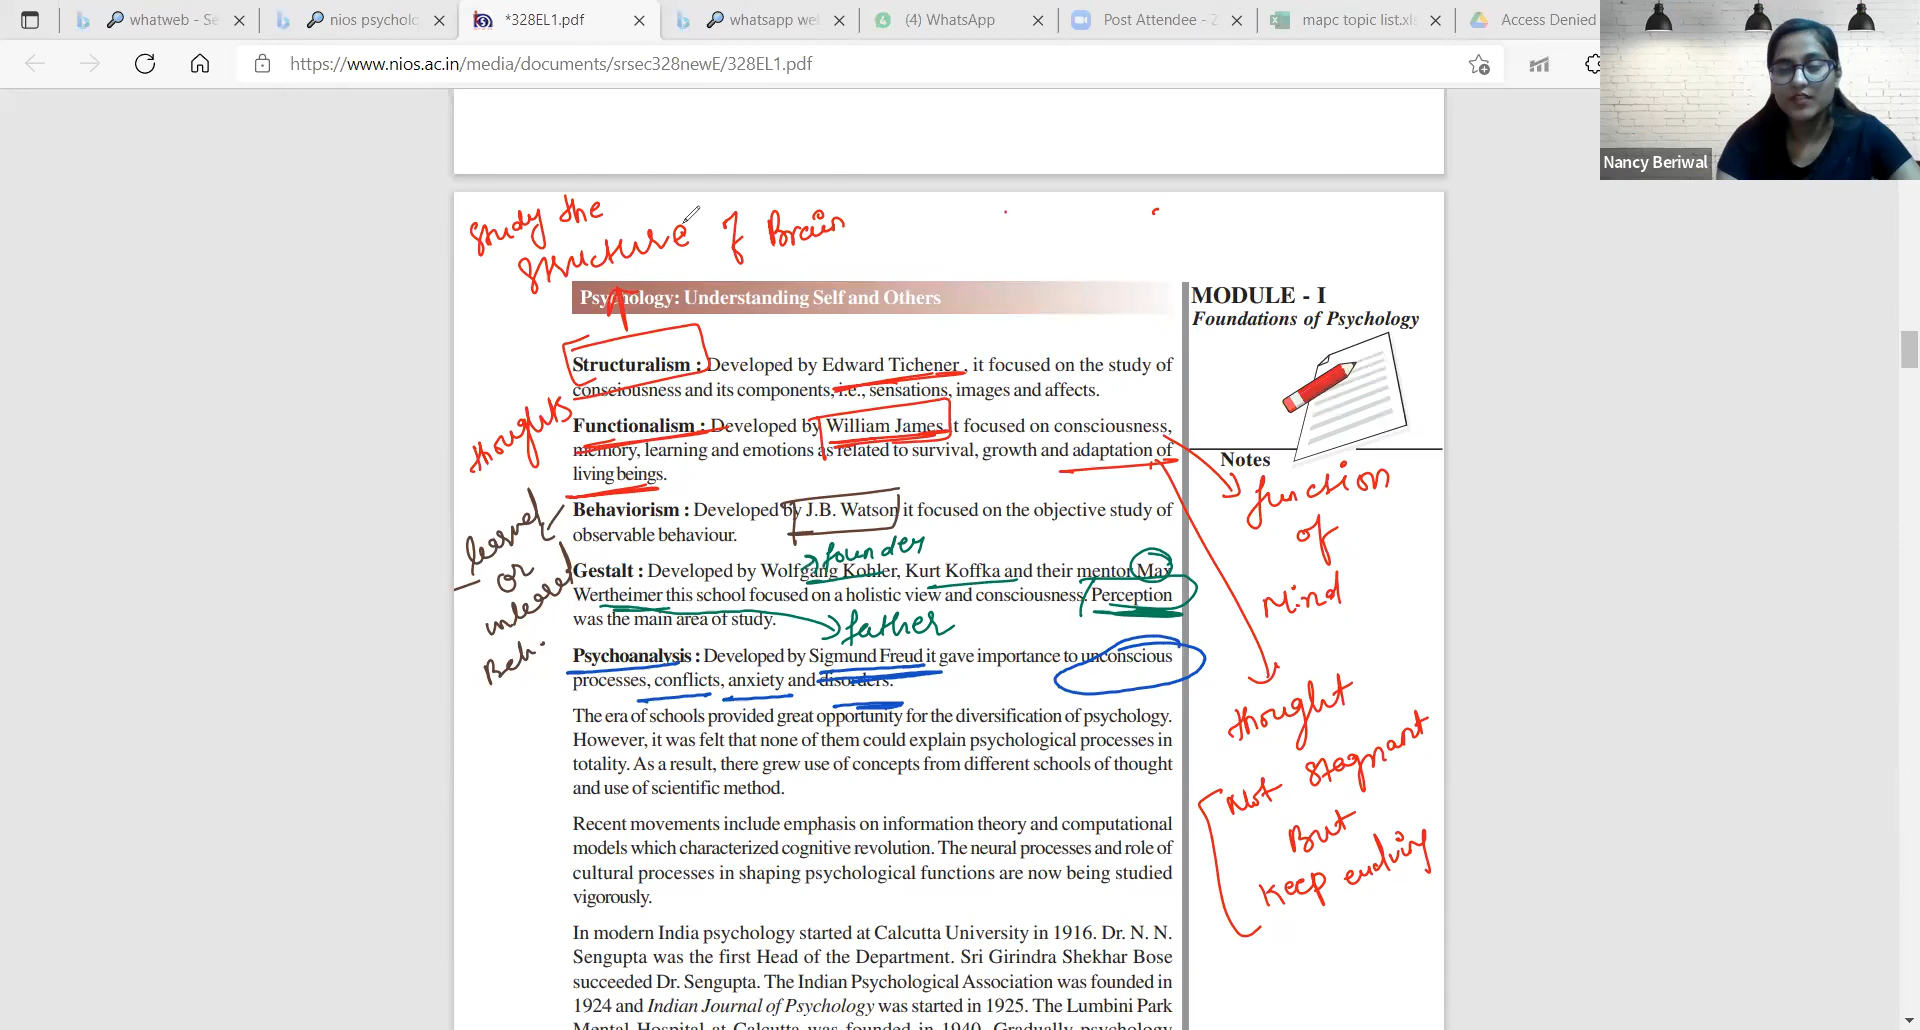 whatweb - Se
nios psycholo
*328EL1.pdf
whatsapp we
(4) WhatsApp
Post Attendee - Z
mapc topic list.xls
Access Denied
https://www.nios.ac.in/media/documents/srsec328newE/328EL1.pdf
Nancy Beriwal
Study the
Structure of Brain
Psychology: Understanding Self and Others
MODULE - I
Foundations of Psychology
Structuralism : Developed by Edward Tichener , it focused on the study of
consciousness and its components, i.e., sensations, images and affects.
thoughts
Functionalism : Developed by William James it focused on consciousness,
memory, learning and emotions as related to survival, growth and adaptation of
living beings.
Notes
function
of
Mind
Behaviorism : Developed by J.B. Watson it focused on the objective study of
observable behaviour.
learned
or
Beh.
founder
Gestalt : Developed by Wolfgang Kohler, Kurt Koffka and their mentor Max
Wertheimer this school focused on a holistic view and consciousness. Perception
was the main area of study.
father
Psychoanalysis : Developed by Sigmund Freud it gave importance to unconscious
processes, conflicts, anxiety and disorders.
thought
Not stagnant
But
Keep
The era of schools provided great opportunity for the diversification of psychology.
However, it was felt that none of them could explain psychological processes in
totality. As a result, there grew use of concepts from different schools of thought
and use of scientific method.
Recent movements include emphasis on information theory and computational
models which characterized cognitive revolution. The neural processes and role of
cultural processes in shaping psychological functions are now being studied
vigorously.
In modern India psychology started at Calcutta University in 1916. Dr. N. N.
Sengupta was the first Head of the Department. Sri Girindra Shekhar Bose
succeeded Dr. Sengupta. The Indian Psychological Association was founded in
1924 and Indian Journal of Psychology was started in 1925. The Lumbini Park
Mental Hospital at Calcutta was founded in 1940. Gradually psychology